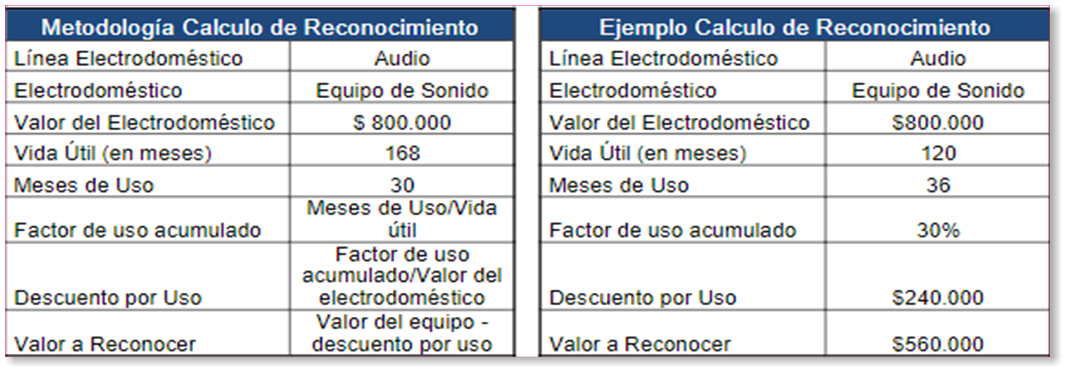 Metodología Calculo de Reconocimiento
Línea Electrodoméstico Audio
Electrodoméstico Equipo de Sonido
Valor del Electrodoméstico $ 800.000
Vida Útil (en meses) 168
Meses de Uso 30
Factor de uso acumulado Meses de Uso/Vida
útil
Descuento por Uso Factor de uso
acumulado/Valor del
electrodoméstico
Valor a Reconocer Valor del equipo -
descuento por uso
Ejemplo Calculo de Reconocimiento
Línea Electrodoméstico Audio
Electrodoméstico Equipo de Sonido
Valor del Electrodoméstico $800.000
Vida Útil (en meses) 120
Meses de Uso 36
Factor de uso acumulado 30%
Descuento por Uso $240.000
Valor a Reconocer $560.000